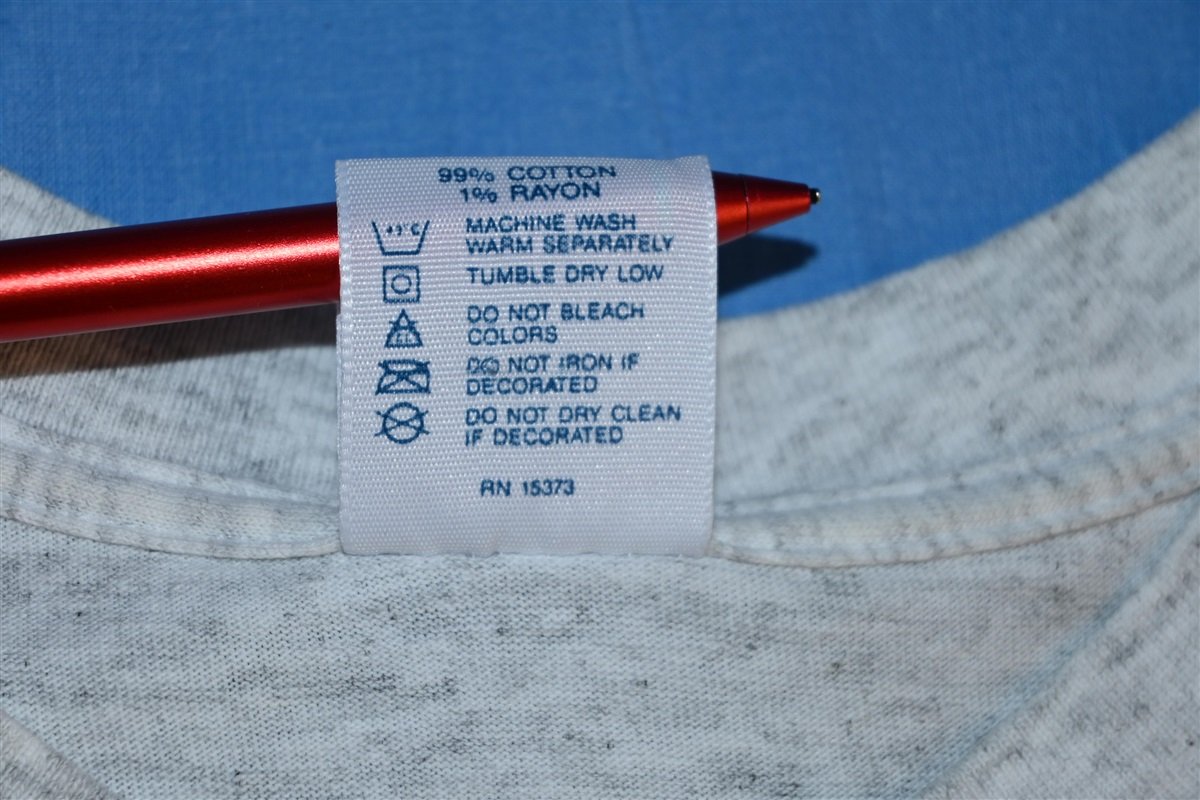 99% COTTON
1% RAYON
MACHINE WASH
WARM SEPARATELY
TUMBLE DRY LOW
DO NOT BLEACH
COLORS
DO NOT IRON IF
DECORATED
DO NOT DRY CLEAN
IF DECORATED
RN 15373